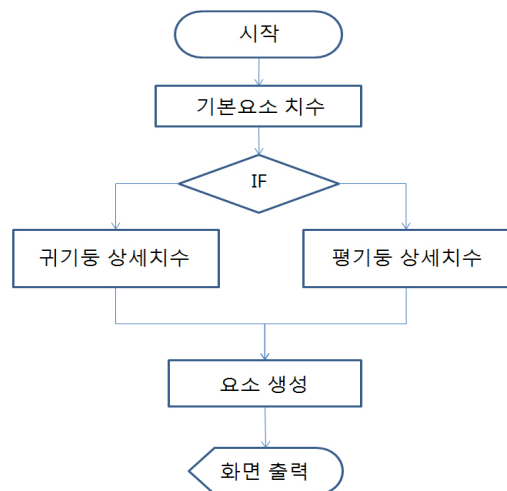 시작
기본요소 치수
IF
귀기둥 상세치수
평기둥 상세치수
요소 생성
화면 출력